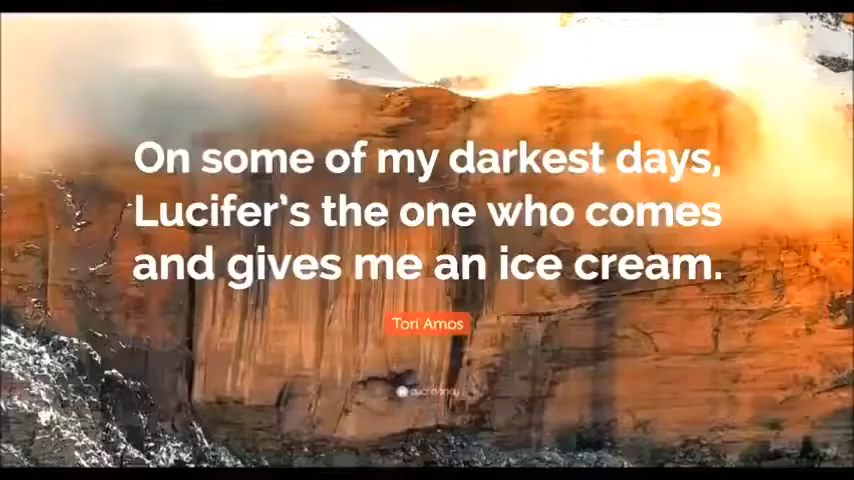 On some of my darkest days,
Lucifer's the one who comes
and gives me an ice cream.
Tori Amos